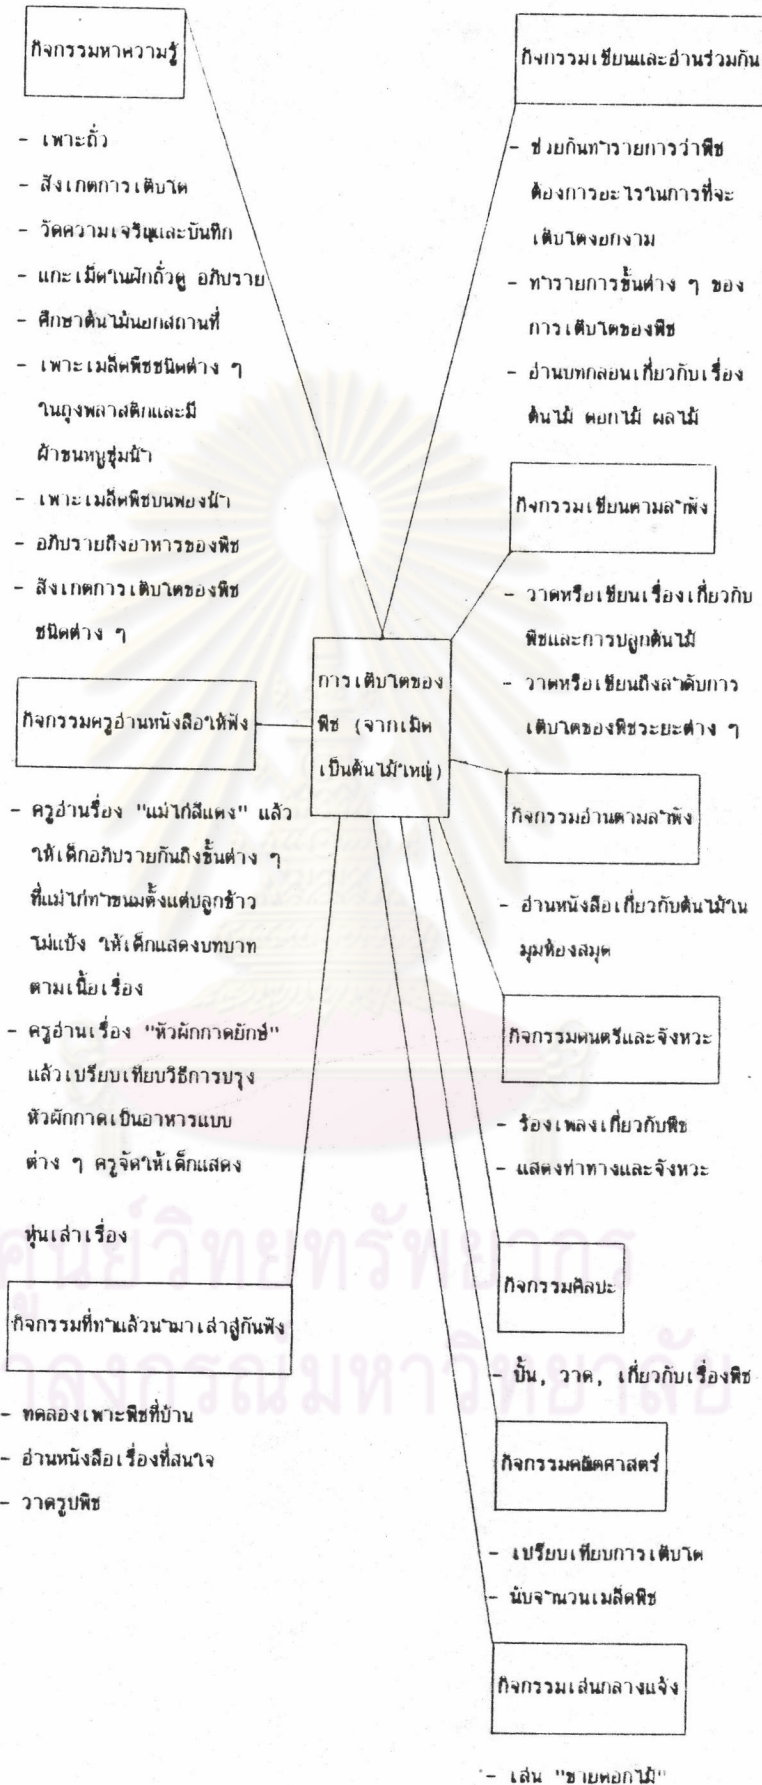 กิจกรรมหาความรู้
- เพาะถั่ว
- สังเกตการเติบโต
- วัดความเจริญและบันทึก
- แกะเม็ดในฝักถั่วดู อภิปราย
- ศึกษาต้นไม้นอกสถานที่
- เพาะเมล็ดพืชชนิดต่าง ๆ
ในถุงพลาสติกและมี
ผ้าขนหนูชุ่มน้ำ
- เพาะเมล็ดพืชบนฟองน้ำ
- อภิปรายถึงอาหารของพืช
- สังเกตการเติบโตของพืช
ชนิดต่าง ๆ
กิจกรรมครูอ่านหนังสือให้ฟัง
- ครูอ่านรื่อง "แม่ไก่สีแดง" แล้ว
ให้เด็กอภิปรายกันถึงขั้นต่าง ๆ
ที่แม่ไก่ทำขนมตั้งแต่ปลูกข้าว
โม่แป้ง ให้เด็กแสดงบทบาท
ตามเนื้อเรื่อง
- ครูอ่านเรื่อง "หัวผักกาดยักษ์"
แล้วเปรียบเทียบวิธีการปรุง
หัวผักกาดเป็นอาหารแบบ
ต่าง ๆ ครูจัดให้เด็กแสดง
หุ่นเล่าเรื่อง
กิจกรรมที่ทำแล้วนำมาเล่าสู่กันฟัง
- ทดลองเพาะพืชที่บ้าน
- อ่านหนังสือเรื่องที่สนใจ
- วาดรูปพืช
การเติบโตของ
พืช (จากเม็ด
เป็นต้นไม้ใหญ่)
กิจกรรมเขียนและอ่านร่วมกัน
- ช่วยกันทำรายการว่าพืช
ต้องการอะไรในการที่จะ
เติบโตงอกงาม
- ทำรายการขั้นต่าง ๆ ของ
การเติบโตของพืช
- อ่านบทกลอนเกี่ยวกับเรื่อง
ต้นไม้ ดอกไม้ ผลไม้
กิจกรรมเขียนตามลำพัง
- วาดหรือเขียนเรื่องเกี่ยวกับ
พืชและการปลูกต้นไม้
- วาดหรือเขียนถึงลำดับการ
เติบโตของพืชระยะต่าง ๆ
กิจกรรมอ่านตามลำพัง
- อ่านหนังสือเกี่ยวกับต้นไม้ใน
มุมห้องสมุด
กิจกรรมดนตรีและจังหวะ
- ร้องเพลงเกี่ยวกับพืช
- แสดงท่าทางและจังหวะ
กิจกรรมศิลปะ
- ปั้น, วาด, เกี่ยวกับเรื่องพืช
กิจกรรมคณิตศาสตร์
- เปรียบเทียบการเติบโต
- นับจำนวนเมล็ดพืช
กิจกรรมเล่นกลางแจ้ง
- เล่น "ขายดอกไม้"
ศูนย์วิทยทรัพยากร
าลงกรณ์มหาวิทยาลัย